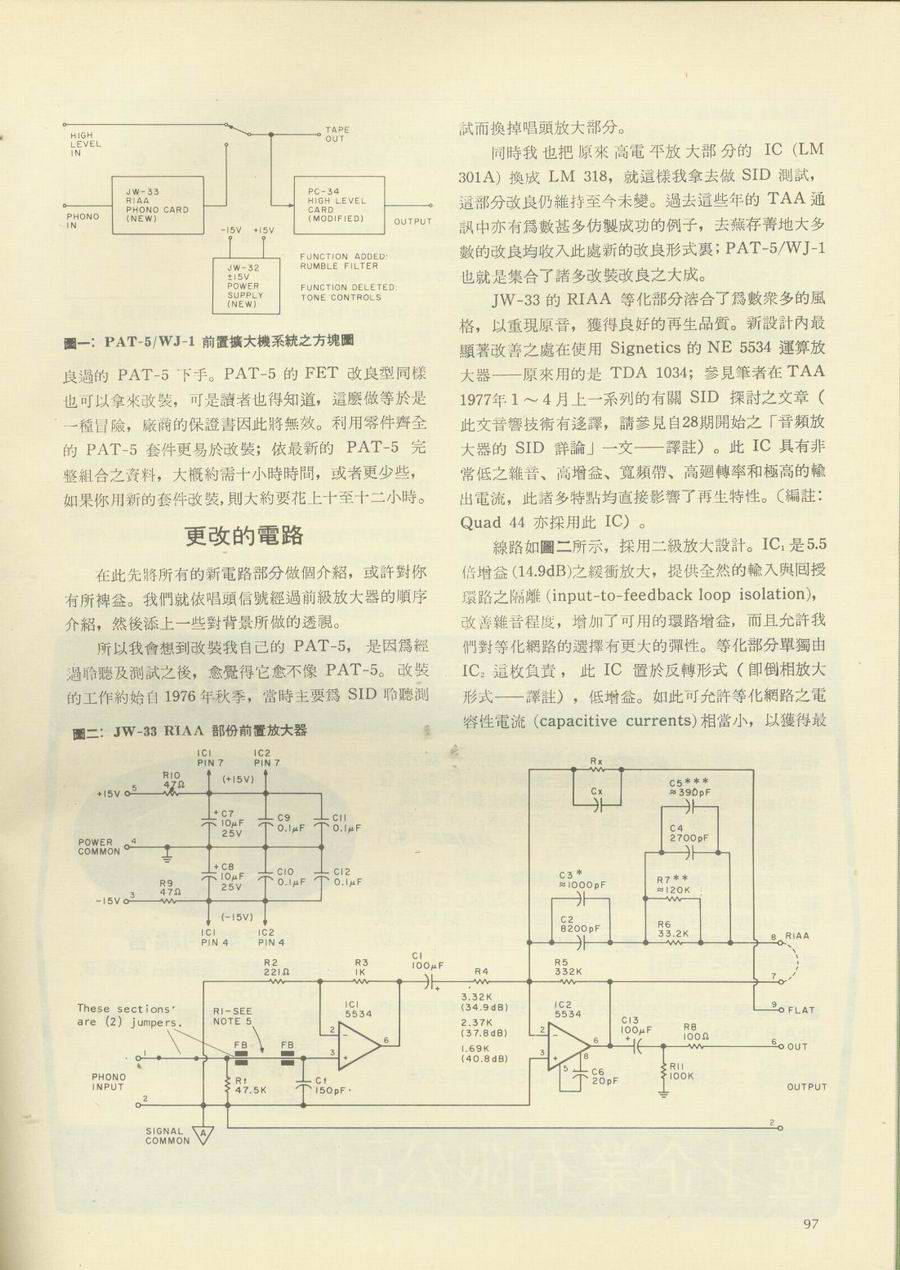 HIGH
LEVEL
IN
TAPE
OUT
JW-33
RIAA
PHONO CARD
(NEW)
PC-34
HIGH LEVEL
CARD
(MODIFIED)
PHONO
IN
OUTPUT
-15V +15V
JW-32
±15V
POWER
SUPPLY
(NEW)
FUNCTION ADDED:
RUMBLE FILTER
FUNCTION DELETED:
TONE CONTROLS
圖一: PAT-5/WJ-1 前置擴大機系統之方塊圖
良過的 PAT-5 下手。PAT-5 的 FET 改良型同樣
也可以拿來改裝，可是讀者也得知道，這麼做等於是
一種冒險，廠商的保證書因此將無效。利用零件齊全
的 PAT-5 套件更易於改裝；依最新的 PAT-5 完
整組合之資料，大概約需十小時時間，或者更少些，
如果你用新的套件改裝，則大約要花上十至十二小時。
更改的電路
在此先將所有的新電路部分做個介紹，或許對你
有所裨益。我們就依唱頭信號經過前級放大器的順序
介紹，然後添上一些對背景所做的透視。
所以我會想到改裝我自己的 PAT-5， 是因爲經
過聆聽及測試之後，愈覺得它愈不像 PAT-5。改裝
的工作約始自 1976 年秋季，當時主要爲 SID 聆聽測
試而換掉唱頭放大部分。
同時我也把原來高電平放大部分的 IC (LM
301A) 換成 LM 318，就這樣我拿去做 SID 測試，
這部分改良仍維持至今未變。過去這些年的 TAA 通
訊中亦有爲數甚多仿製成功的例子，去蕪存菁地大多
數的改良均收入此處新的改良形式裏；PAT-5/WJ-1
也就是集合了諸多改裝改良之大成。
JW-33 的 RIAA 等化部分溶合了爲數衆多的風
格，以重現原音，獲得良好的再生品質。新設計內最
顯著改善之處在使用 Signetics 的 NE 5534 運算放
大器——原來用的是 TDA 1034；參見筆者在 TAA
1977年 1 ～ 4 月上一系列的有關 SID 探討之文章 (
此文音響技術有迻譯，請參見自28期開始之「音頻放
大器的 SID 詳論」一文——譯註) 。此 IC 具有非
常低之雜音、高增益、寬頻帶、高廻轉率和極高的輸
出電流，此諸多特點均直接影響了再生特性。〔編註：
Quad 44 亦採用此 IC) 。
線路如圖二所示，採用二級放大設計。IC₁ 是5.5
倍增益 (14.9dB)之緩衝放大，提供全然的輸入與回授
環路之隔離 (input-to-feedback loop isolation)，
改善雜音程度，增加了可用的環路增益，而且允許我
們對等化網路的選擇有更大的彈性。等化部分單獨由
IC₂ 這枚負責， 此 IC 置於反轉形式 ( 卽倒相放大
形式——譯註) ，低增益。如此可允許等化網路之電
容性電流 (capacitive currents)相當小，以獲得最
圖二: JW-33 RIAA 部份前置放大器
IC1
PIN 7
IC2
PIN 7
(+15V)
R10
47Ω
+15V 5
+ C7
10μF
25V
C9
0.1μF
C11
0.1μF
POWER
COMMON
4
+ C8
10μF
25V
C10
0.1μF
C12
0.1μF
R9
47Ω
-15V 3
(-15V)
IC1
PIN 4
IC2
PIN 4
R2
221Ω
R3
1K
C1
100μF
+
R4
3.32K
(34.9dB)
2.37K
(37.8dB)
1.69K
(40.8dB)
Rx
Cx
C5***
≈390pF
C4
2700pF
C3*
≈1000pF
C2
8200pF
R7**
≈120K
R6
33.2K
R5
332K
8 RIAA
7
9 FLAT
These sections
are (2) jumpers.
R1-SEE
NOTE 5
FB
FB
IC1
5534
2
-
3
+
6
IC2
5534
2
-
3
+
6
5
8
C6
20pF
C13
100μF
+
R8
100Ω
R11
100K
6 OUT
OUTPUT
PHONO
INPUT
1
2
Rt
47.5K
Ct
150pF
SIGNAL
COMMON
A
2
97